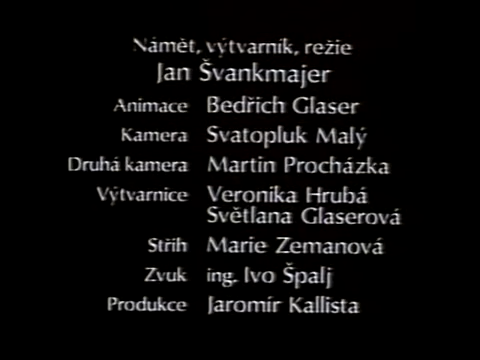 Námět, výtvarník, režie
Jan Švankmajer
Animace Bedřich Glaser
Kamera Svatopluk Malý
Druhá kamera Martin Procházka
Výtvarnice Veronika Hrubá
Světlana Glaserová
Střih Marie Zemanová
Zvuk ing. Ivo Špalj
Produkce Jaromír Kallista